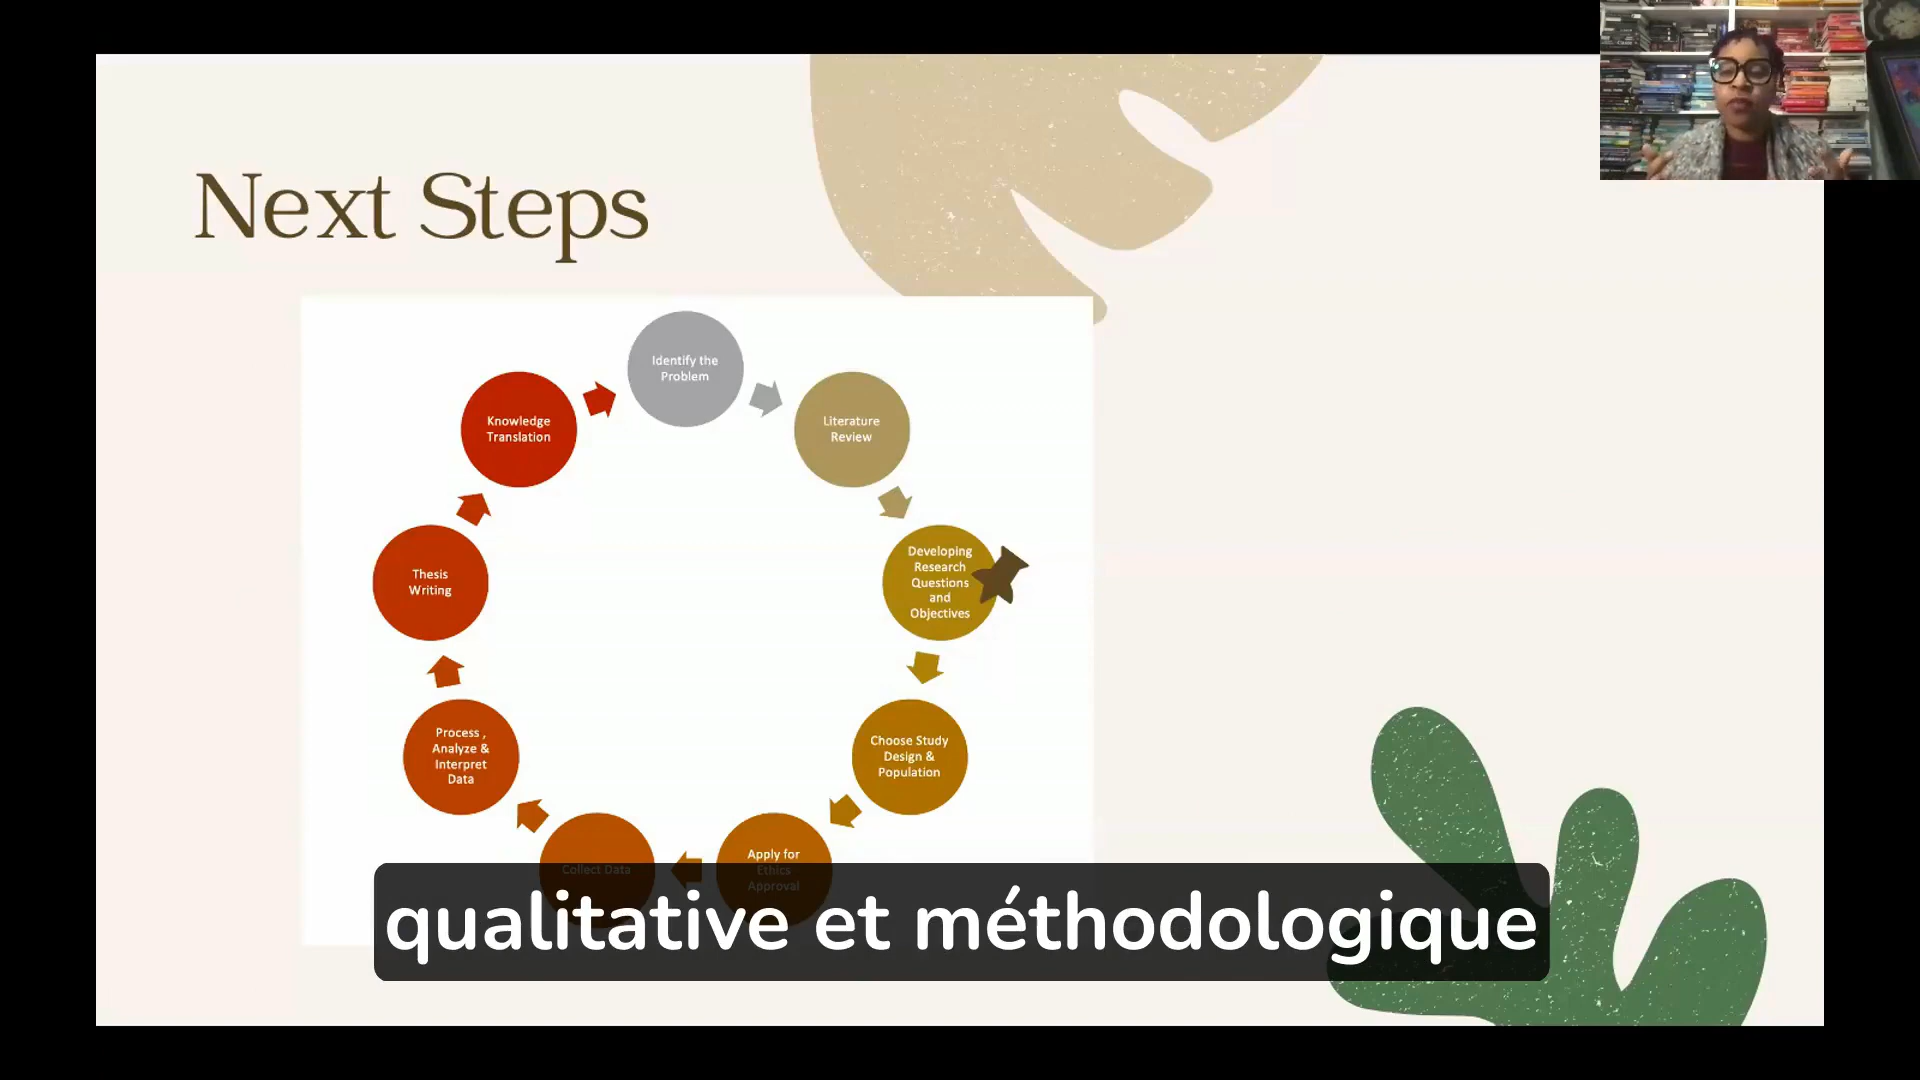 Next Steps
Identify the
Problem
Literature
Review
Developing
Research
Questions
and
Objectives
Choose Study
Design &
Population
Apply for
Ethics
Approval
Collect Data
Process ,
Analyze &
Interpret
Data
Thesis
Writing
Knowledge
Translation
qualitative et méthodologique